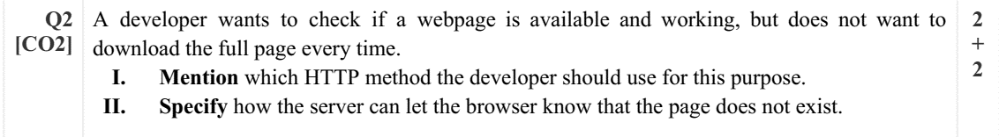 Q2 A developer wants to check if a webpage is available and working, but does not want to 2
[CO2] download the full page every time. +
I. Mention which HTTP method the developer should use for this purpose. 2
II. Specify how the server can let the browser know that the page does not exist.